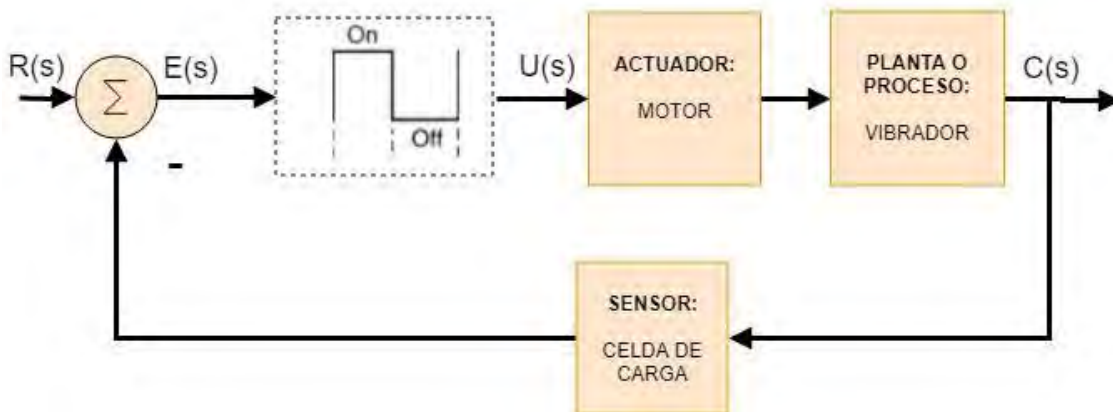 R(s)
Σ
E(s)
On
Off
U(s)
ACTUADOR:
MOTOR
PLANTA O
PROCESO:
VIBRADOR
C(s)
-
SENSOR:
CELDA DE
CARGA